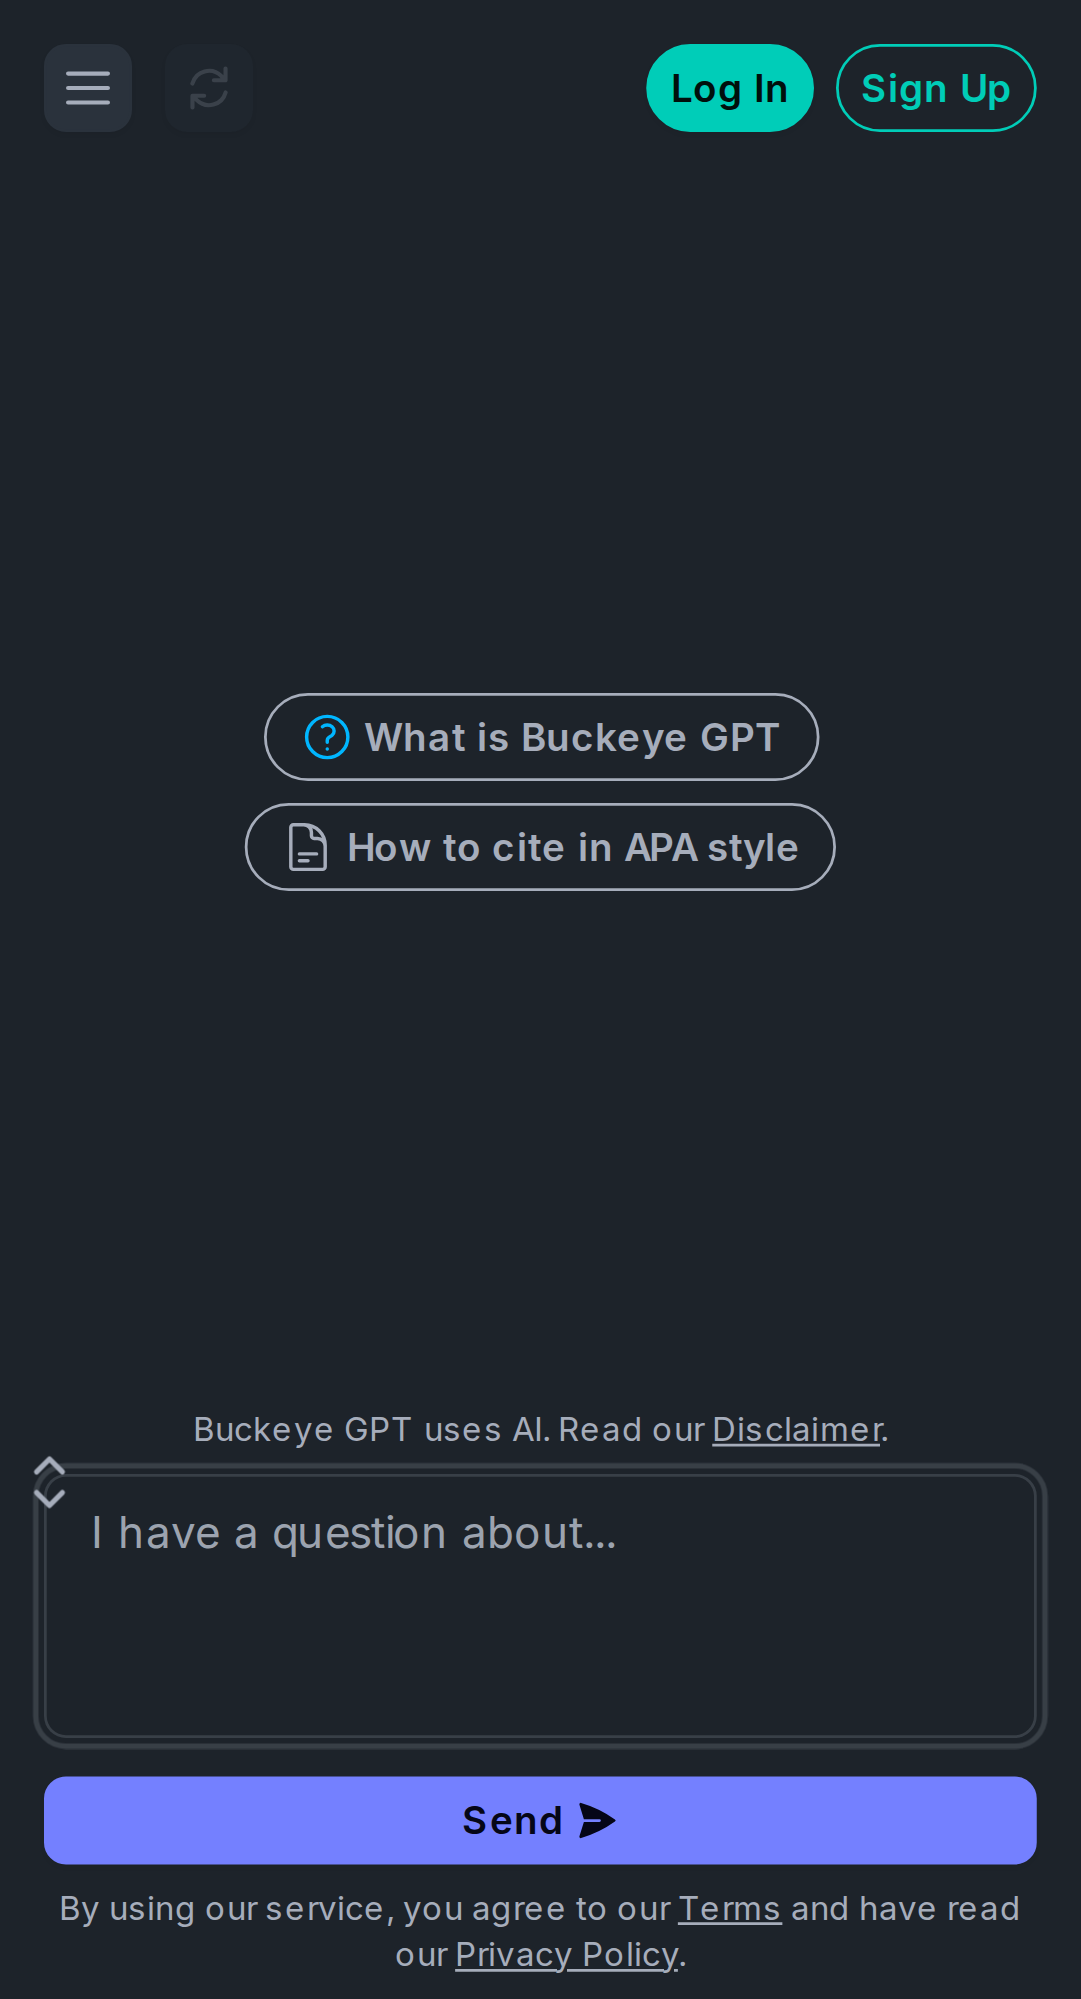 Log In
Sign Up
What is Buckeye GPT
How to cite in APA style
Buckeye GPT uses AI. Read our Disclaimer.
I have a question about...
Send
By using our service, you agree to our Terms and have read
our Privacy Policy.